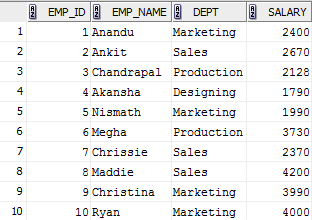 EMP_ID EMP_NAME DEPT SALARY
1 1 Anandu Marketing 2400
2 2 Ankit Sales 2670
3 3 Chandrapal Production 2128
4 4 Akansha Designing 1790
5 5 Nismath Marketing 1990
6 6 Megha Production 3730
7 7 Chrissie Sales 2370
8 8 Maddie Sales 4200
9 9 Christina Marketing 3990
10 10 Ryan Marketing 4000